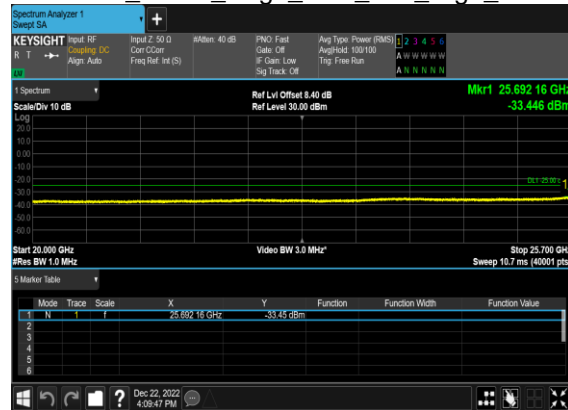 Spectrum Analyzer 1
Swept SA
+
KEYSIGHT
R T
LW
Input: RF
Coupling: DC
Align: Auto
Input Z: 50 Ω
Corr CCorr
Freq Ref: Int (S)
#Atten: 40 dB
PNO: Fast
Gate: Off
IF Gain: Low
Sig Track: Off
Avg Type: Power (RMS)
Avg|Hold: 100/100
Trig: Free Run
1 2 3 4 5 6
A W W W W W
A N N N N N
1 Spectrum
Scale/Div 10 dB
Ref Lvl Offset 8.40 dB
Ref Level 30.00 dBm
Mkr1 25.692 16 GHz
-33.446 dBm
Log
20.0
10.0
0.00
-10.0
-20.0
-30.0
-40.0
-50.0
-60.0
1
Start 20.000 GHz
#Res BW 1.0 MHz
Video BW 3.0 MHz*
Stop 25.700 GHz
Sweep 10.7 ms (40001 pts)
5 Marker Table
Mode Trace Scale X Y Function Function Width Function Value
1 N 1 f 25.692 16 GHz -33.45 dBm
2
3
4
5
6
?
Dec 22, 2022
4:09:47 PM